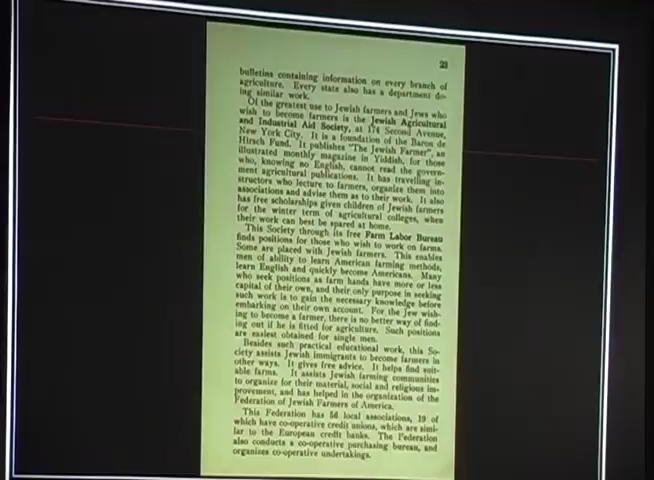 23
bulletins containing information on every branch of
agriculture. Every state also has a department do-
ing similar work.
Of the greatest use to Jewish farmers and Jews who
wish to become farmers is the Jewish Agricultural
and Industrial Aid Society, at 174 Second Avenue,
New York City. It is a foundation of the Baron de
Hirsch Fund. It publishes "The Jewish Farmer", an
illustrated monthly magazine in Yiddish, for those
who, knowing no English, cannot read the govern-
ment agricultural publications. It has travelling in-
structors who lecture to farmers, organize them into
associations and advise them as to their work. It also
has free scholarships given children of Jewish farmers
for the winter term of agricultural colleges, when
their work can best be spared at home.
This Society through its free Farm Labor Bureau
finds positions for those who wish to work on farms.
Some are placed with Jewish farmers. This enables
men of ability to learn American farming methods,
learn English and quickly become Americans. Many
who seek positions as farm hands have more or less
capital of their own, and their only purpose in seeking
such work is to gain the necessary knowledge before
embarking on their own account. For the Jew wish-
ing to become a farmer, there is no better way of find-
ing out if he is fitted for agriculture. Such positions
are easiest obtained for single men.
Besides such practical educational work, this So-
ciety assists Jewish immigrants to become farmers in
other ways. It gives free advice. It helps find suit-
able farms. It assists Jewish farming communities
to organize for their material, social and religious im-
provement, and has helped in the organization of the
Federation of Jewish Farmers of America.
This Federation has 56 local associations, 19 of
which have co-operative credit unions, which are simi-
lar to the European credit banks. The Federation
also conducts a co-operative purchasing bureau, and
organizes co-operative undertakings.